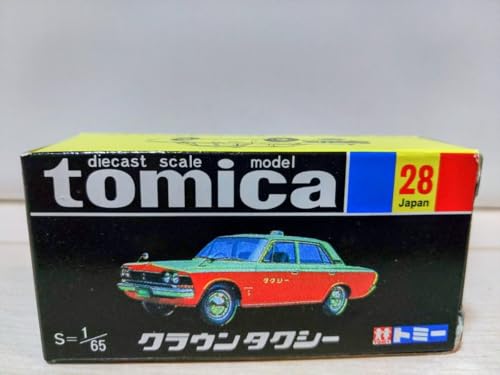 diecast scale model
tomica
28
Japan
タクシー
S=1/65
クラウンタクシー
TOMY
トミー